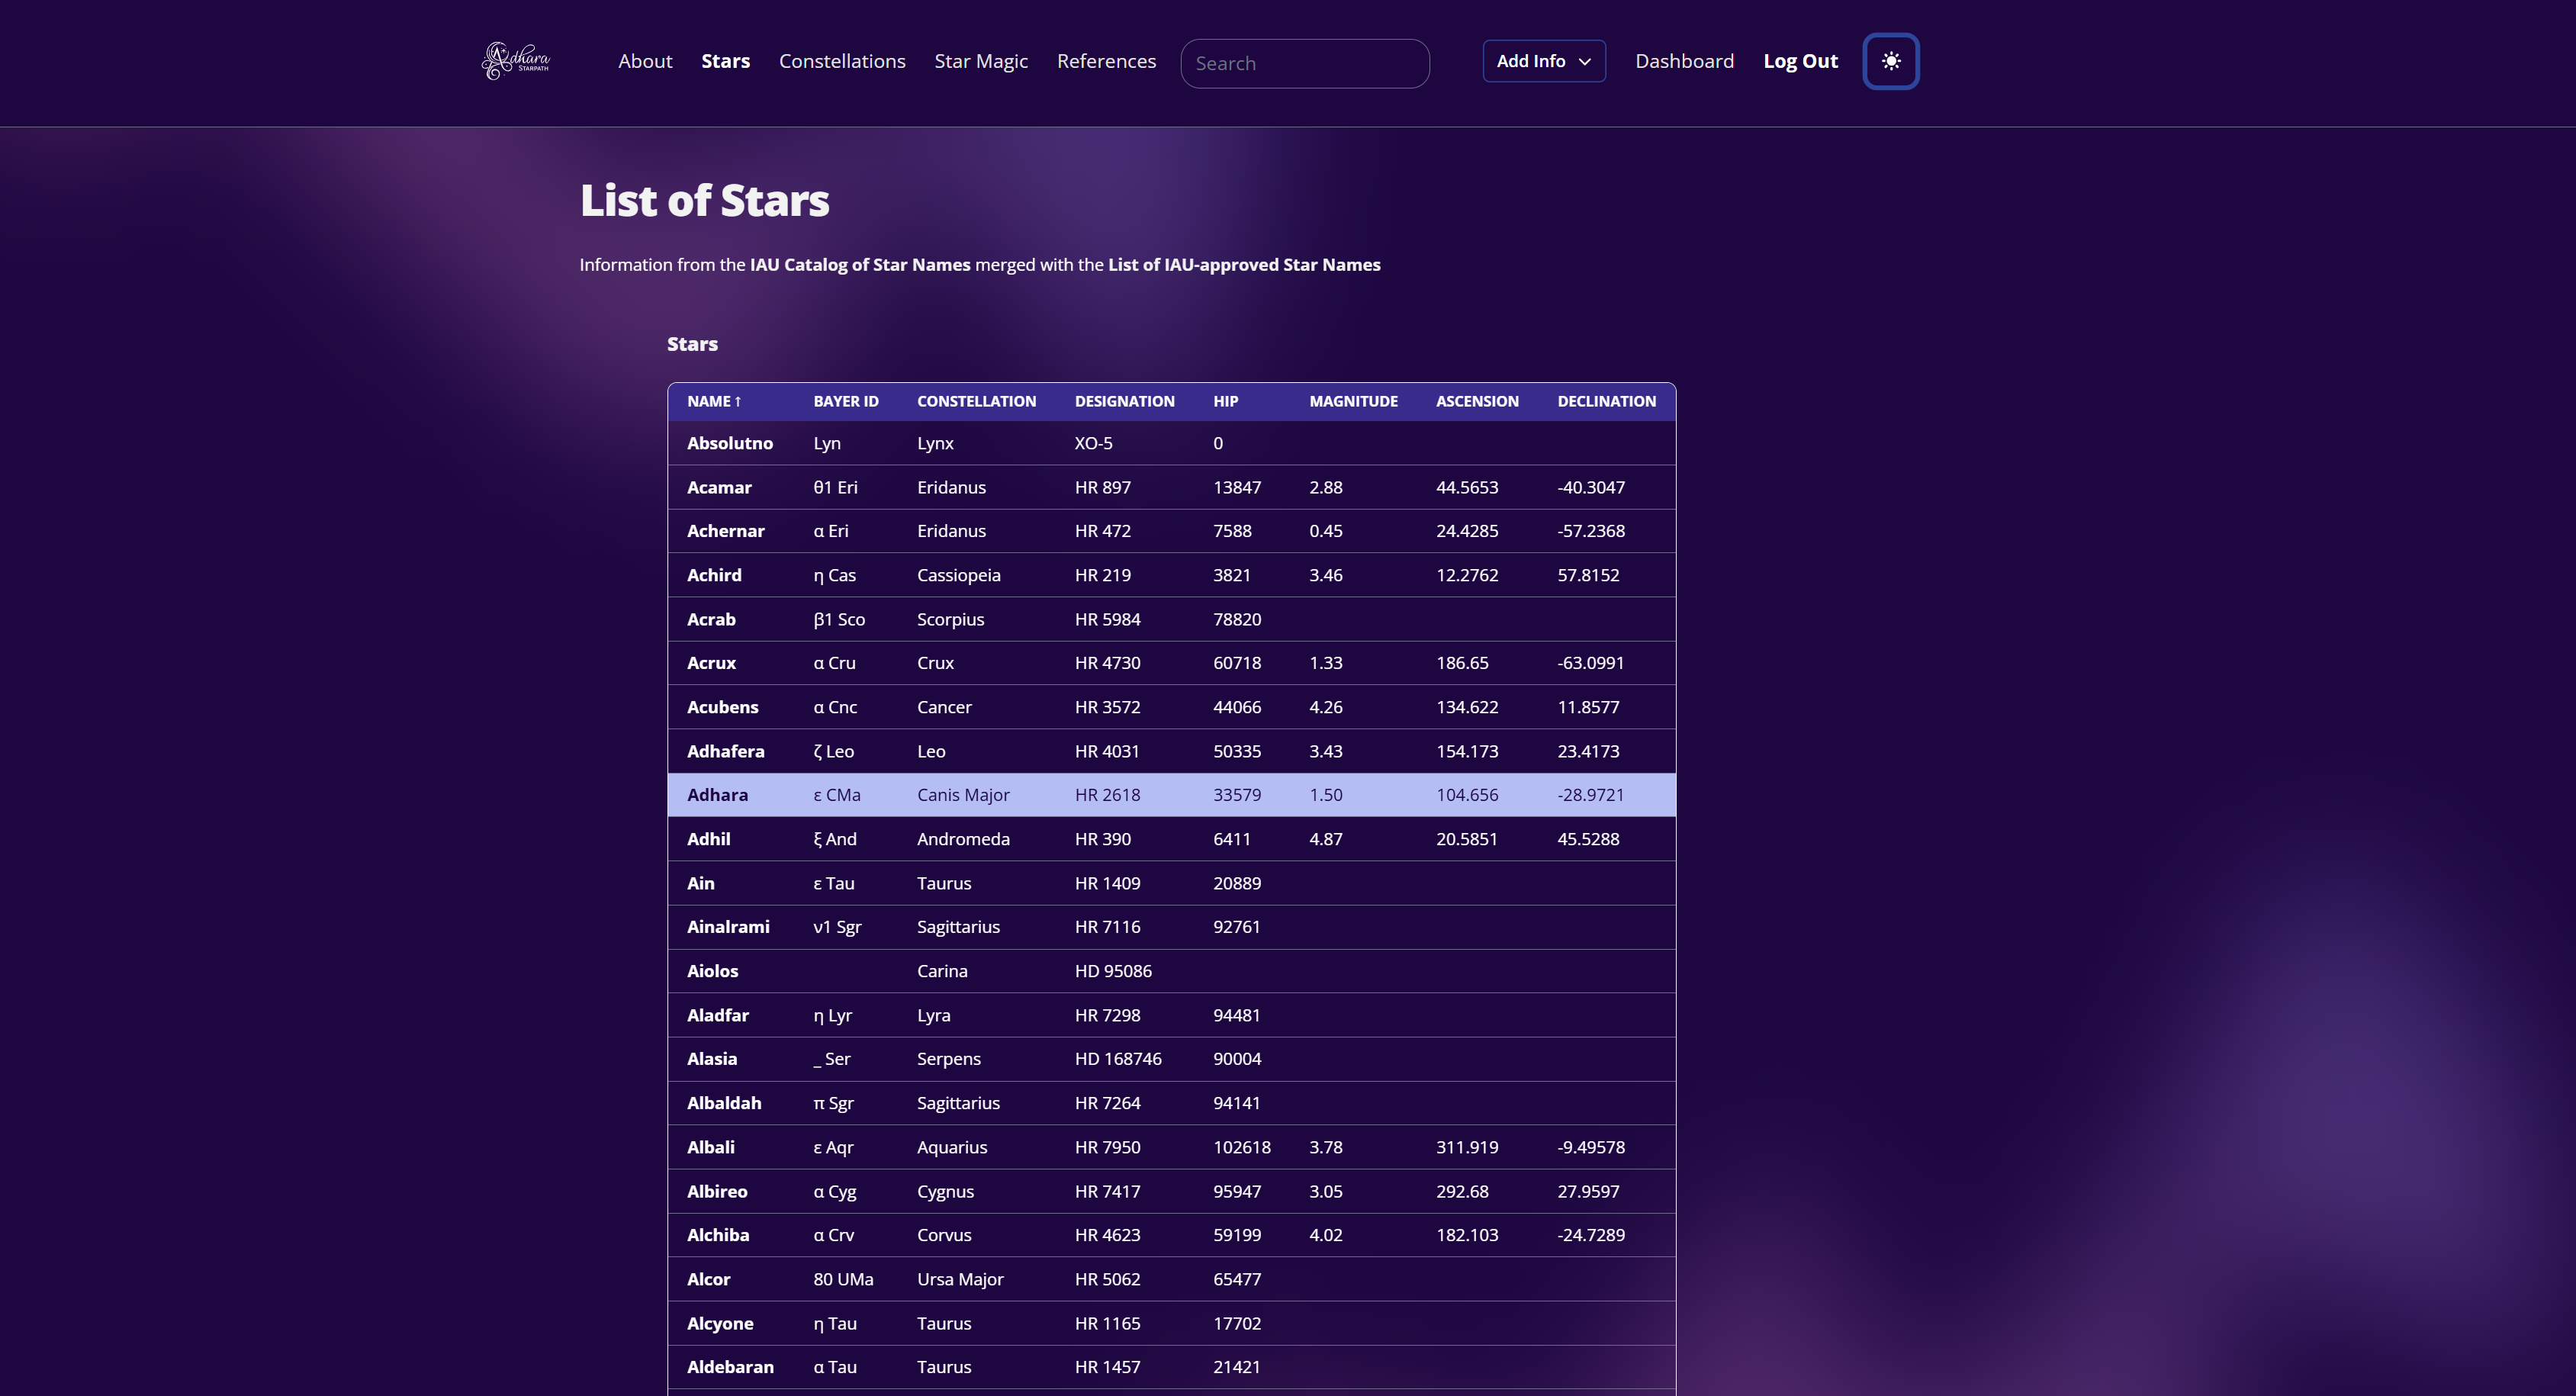 Adhara
STARPATH
About Stars Constellations Star Magic References Search Add Info Dashboard Log Out
List of Stars
Information from the IAU Catalog of Star Names merged with the List of IAU-approved Star Names
Stars
NAME ↑ BAYER ID CONSTELLATION DESIGNATION HIP MAGNITUDE ASCENSION DECLINATION
Absolutno Lyn Lynx XO-5 0
Acamar θ1 Eri Eridanus HR 897 13847 2.88 44.5653 -40.3047
Achernar α Eri Eridanus HR 472 7588 0.45 24.4285 -57.2368
Achird η Cas Cassiopeia HR 219 3821 3.46 12.2762 57.8152
Acrab β1 Sco Scorpius HR 5984 78820
Acrux α Cru Crux HR 4730 60718 1.33 186.65 -63.0991
Acubens α Cnc Cancer HR 3572 44066 4.26 134.622 11.8577
Adhafera ζ Leo Leo HR 4031 50335 3.43 154.173 23.4173
Adhara ε CMa Canis Major HR 2618 33579 1.50 104.656 -28.9721
Adhil ξ And Andromeda HR 390 6411 4.87 20.5851 45.5288
Ain ε Tau Taurus HR 1409 20889
Ainalrami ν1 Sgr Sagittarius HR 7116 92761
Aiolos Carina HD 95086
Aladfar η Lyr Lyra HR 7298 94481
Alasia _ Ser Serpens HD 168746 90004
Albaldah π Sgr Sagittarius HR 7264 94141
Albali ε Aqr Aquarius HR 7950 102618 3.78 311.919 -9.49578
Albireo α Cyg Cygnus HR 7417 95947 3.05 292.68 27.9597
Alchiba α Crv Corvus HR 4623 59199 4.02 182.103 -24.7289
Alcor 80 UMa Ursa Major HR 5062 65477
Alcyone η Tau Taurus HR 1165 17702
Aldebaran α Tau Taurus HR 1457 21421